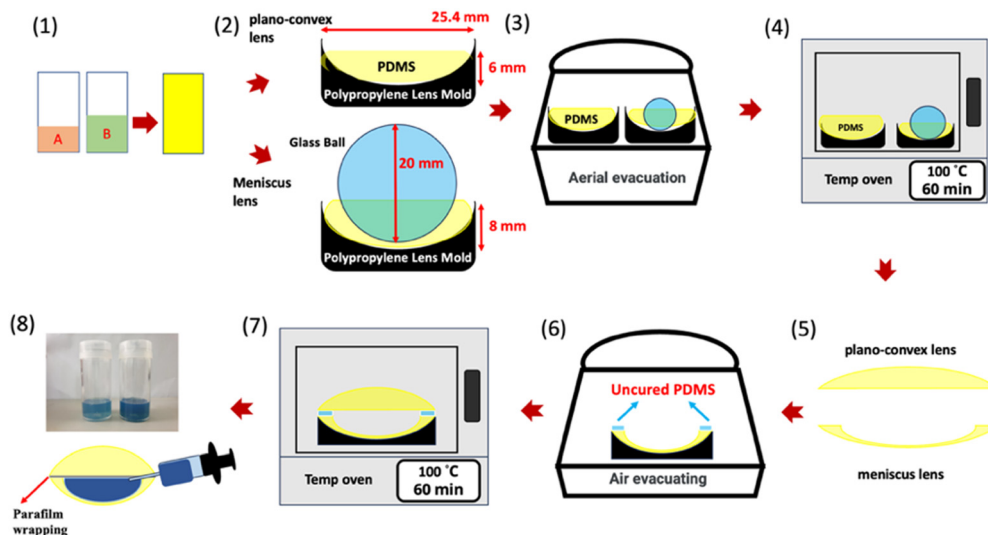 (1)
A
B
(2)
plano-convex
lens
25.4 mm
PDMS
6 mm
Polypropylene Lens Mold
Glass Ball
20 mm
Meniscus
lens
8 mm
Polypropylene Lens Mold
(3)
PDMS
Aerial evacuation
(4)
PDMS
Temp oven
100 ˚C
60 min
(5)
plano-convex lens
meniscus lens
(6)
Uncured PDMS
Air evacuating
(7)
Temp oven
100 ˚C
60 min
(8)
Parafilm
wrapping